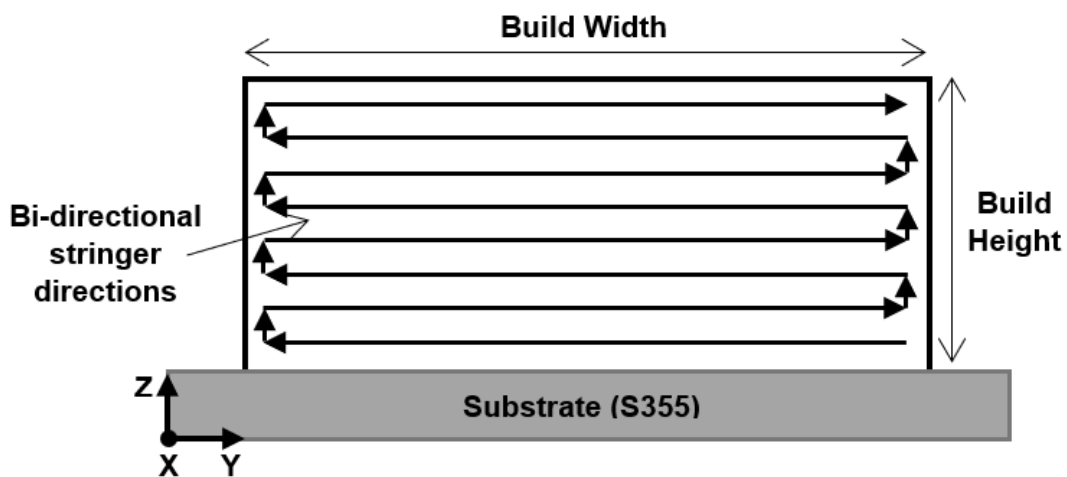 Build Width
Bi-directional
stringer
directions
Build
Height
Z
Substrate (S355)
X
Y